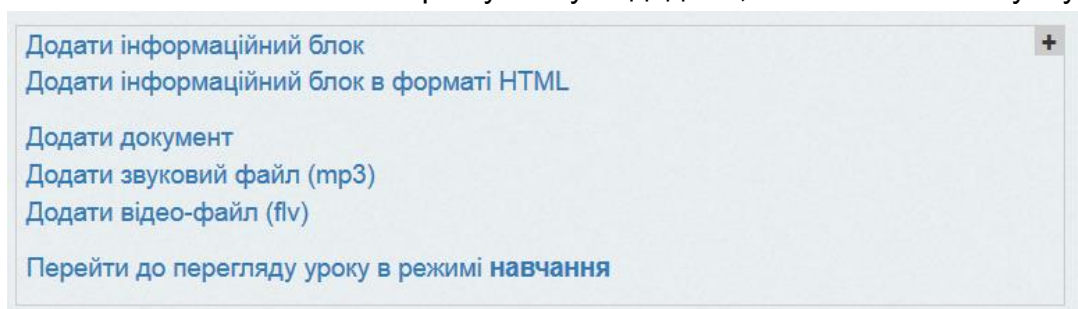 Додати інформаційний блок
+
Додати інформаційний блок в форматі HTML
Додати документ
Додати звуковий файл (mp3)
Додати відео-файл (flv)
Перейти до перегляду уроку в режимі навчання